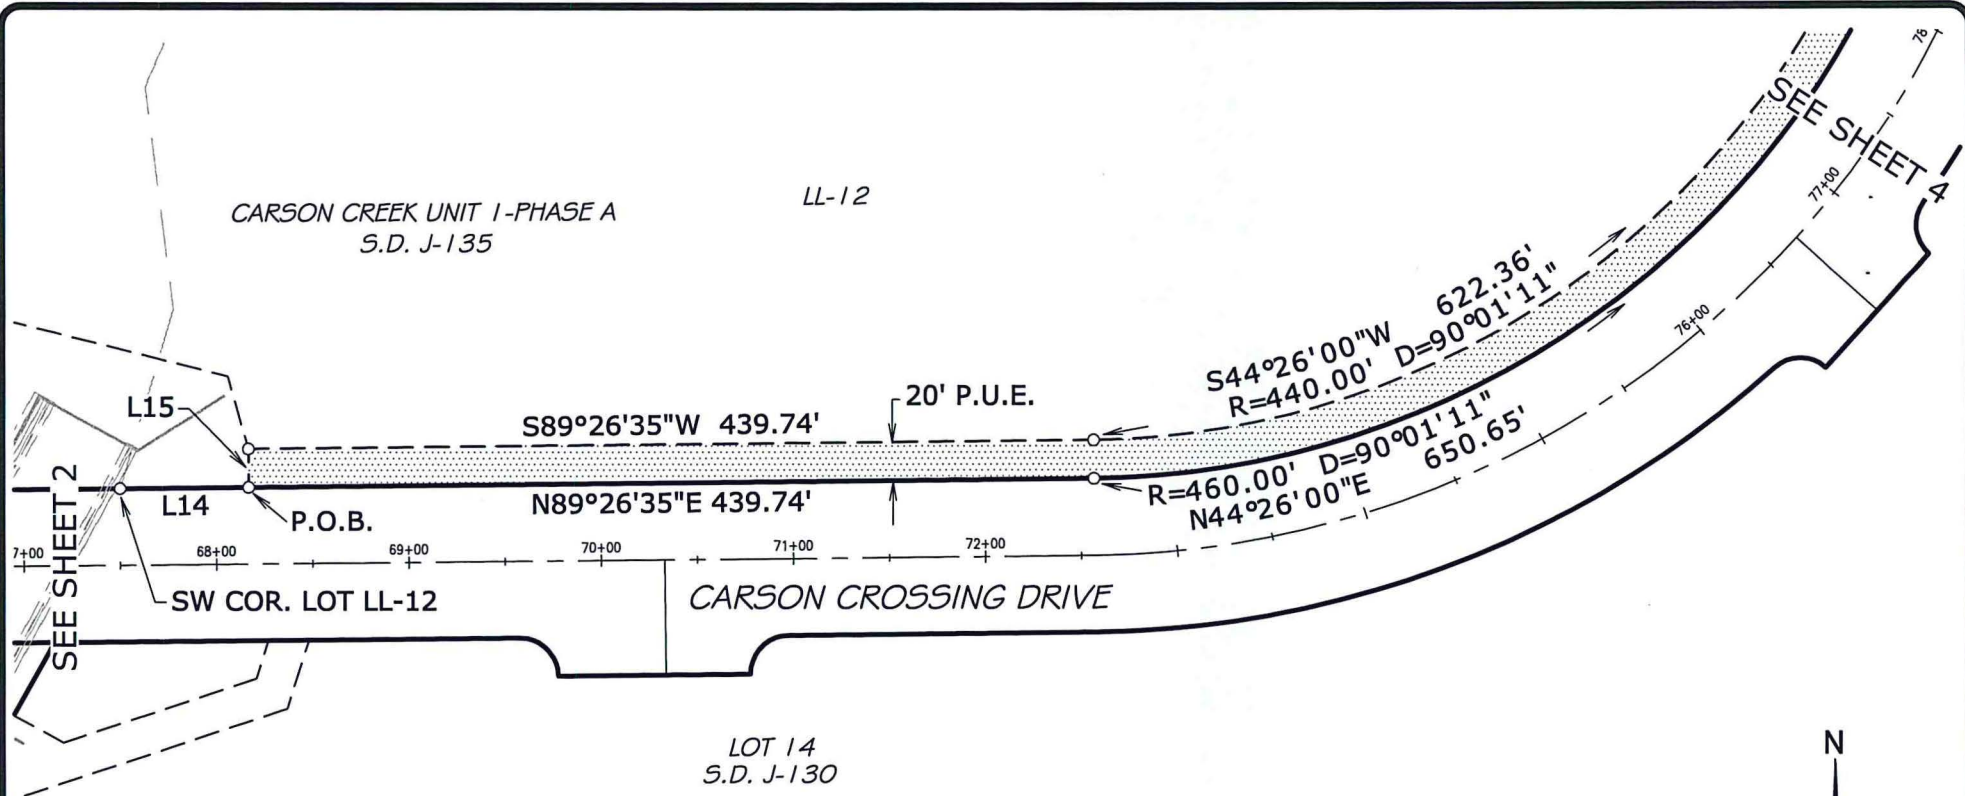 78
SEE SHEET 4
77+00
76+00
CARSON CREEK UNIT 1-PHASE A
S.D. J-135
LL-12
622.36'
S44°26'00"W D=90°01'11"
R=440.00'
L15
20' P.U.E.
S89°26'35"W 439.74'
R=460.00' D=90°01'11"
N44°26'00"E 650.65'
L14
N89°26'35"E 439.74'
P.O.B.
SEE SHEET 2
7+00
68+00
69+00
70+00
71+00
72+00
SW COR. LOT LL-12
CARSON CROSSING DRIVE
LOT 14
S.D. J-130
N